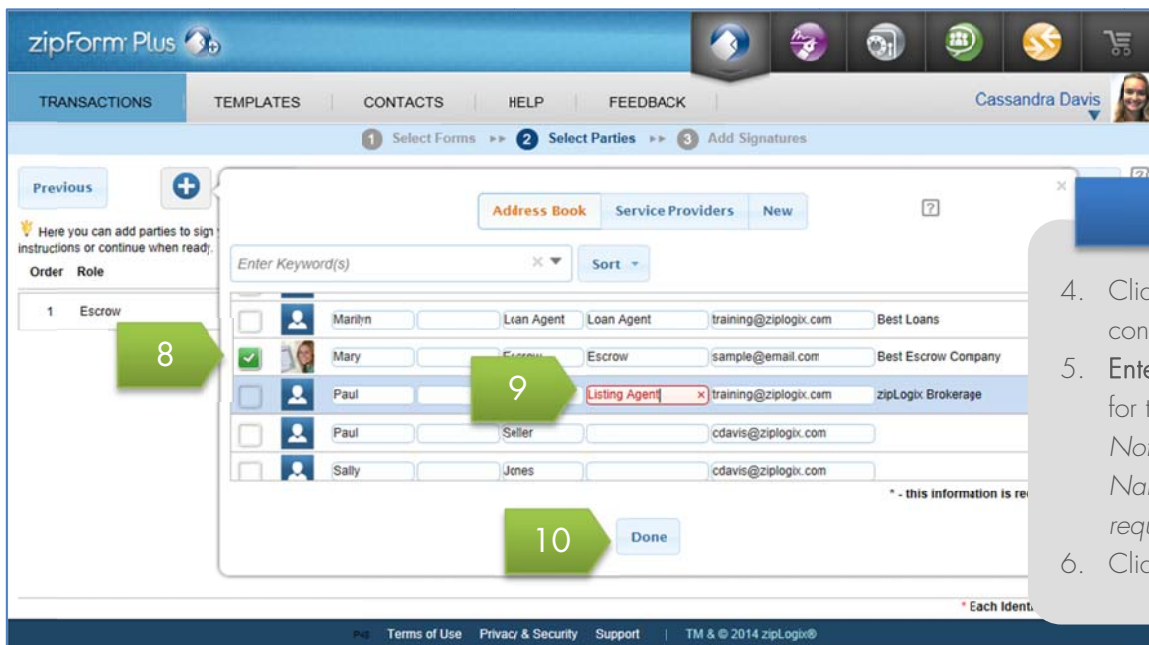 zipForm Plus
TRANSACTIONS TEMPLATES CONTACTS HELP FEEDBACK Cassandra Davis
1 Select Forms 2 Select Parties 3 Add Signatures
Previous
Address Book Service Providers New ?
Here you can add parties to sign
instructions or continue when ready.
Enter Keyword(s) Sort
Order Role
1 Escrow
Marilyn Loan Agent Loan Agent training@ziplogix.com Best Loans
8
Mary Escrow Escrow sample@email.com Best Escrow Company
9
Paul Listing Agent training@ziplogix.com zipLogix Brokerage
Paul Seller cdavis@ziplogix.com
Sally Jones cdavis@ziplogix.com
* - this information is re
10
Done
4. Clic
con
5. Ente
for t
Not
Nar
requ
6. Clic
* Each Identi
Terms of Use Privacy & Security Support | TM & © 2014 zipLogix®